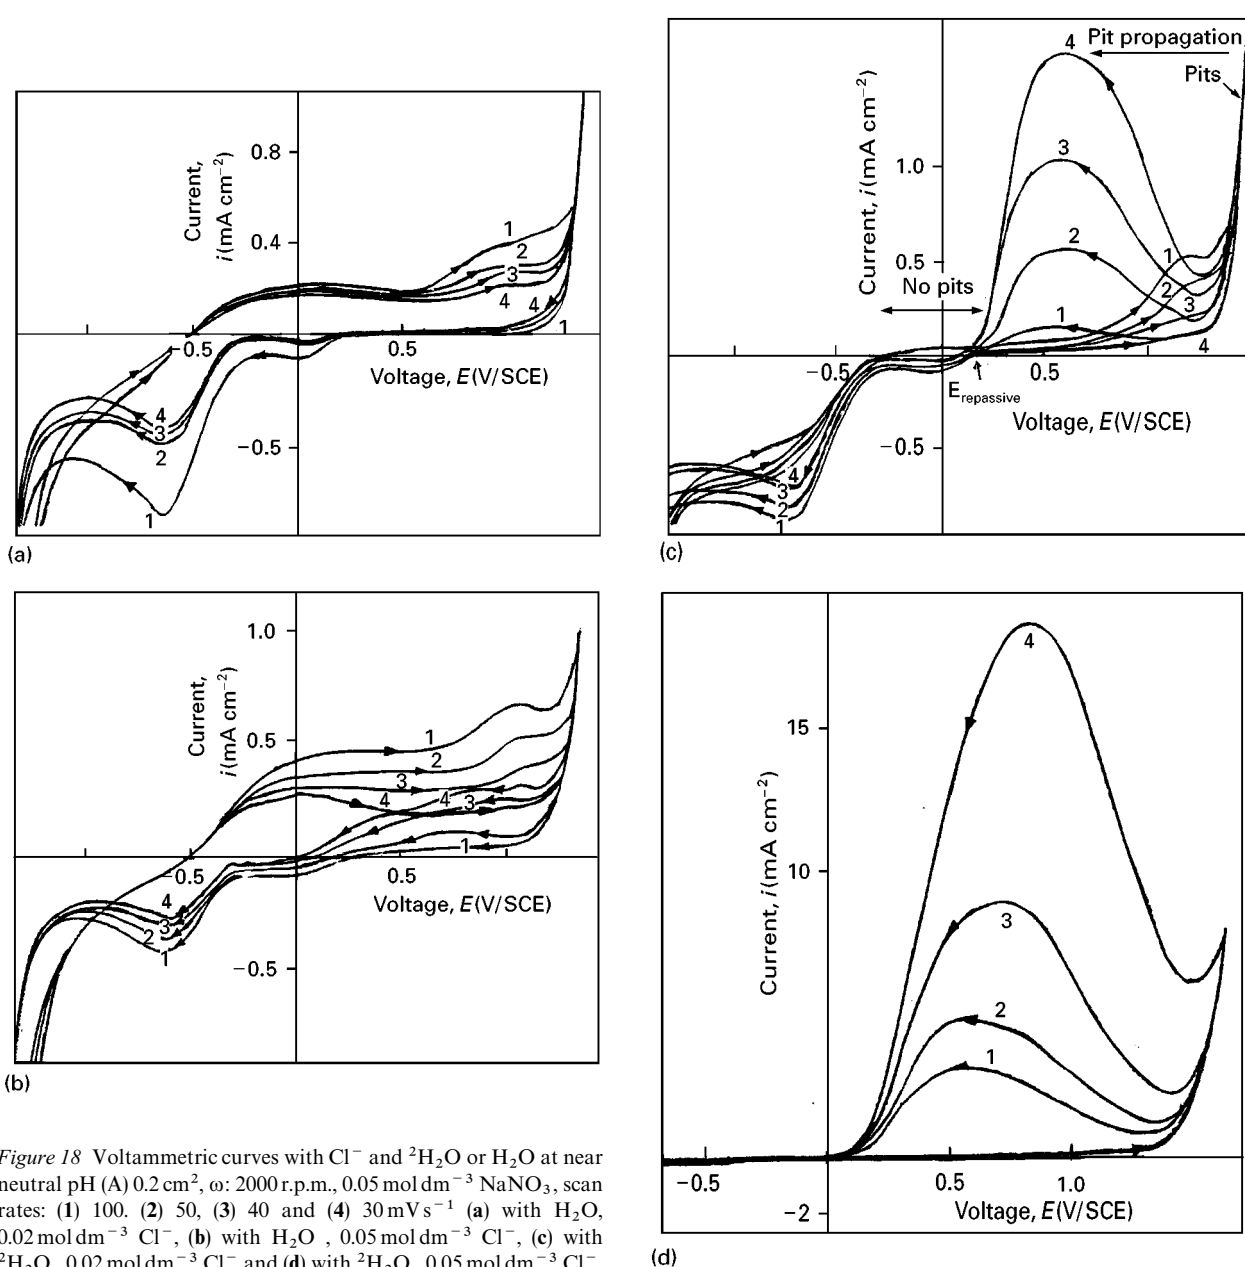 Current,
i(mA cm−2)
0.8
0.4
1
2
3
4
4
1
−0.5
0.5
Voltage, E(V/SCE)
4
3
2
1
−0.5
(a)
1.0
Current,
i(mA cm−2)
0.5
1
2
3
4
4
3
1
−0.5
0.5
Voltage, E(V/SCE)
4
3
2
1
−0.5
(b)
Pit propagation
Pits
4
Current, i(mA cm−2)
1.0
3
2
0.5
1
2
3
No pits
1
4
−0.5
0.5
Erepassive
Voltage, E(V/SCE)
−0.5
4
3
2
1
(c)
4
15
Current, i(mA cm−2)
10
3
2
1
−0.5
0.5
1.0
−2
Voltage, E(V/SCE)
(d)
Figure 18 Voltammetric curves with Cl− and 2H2O or H2O at near
neutral pH (A) 0.2 cm2, ω: 2000 r.p.m., 0.05 mol dm−3 NaNO3, scan
rates: (1) 100. (2) 50, (3) 40 and (4) 30 mV s−1 (a) with H2O,
0.02 mol dm−3 Cl−, (b) with H2O , 0.05 mol dm−3 Cl−, (c) with
2H2O, 0.02 mol dm−3 Cl− and (d) with 2H2O, 0.05 mol dm−3 Cl−